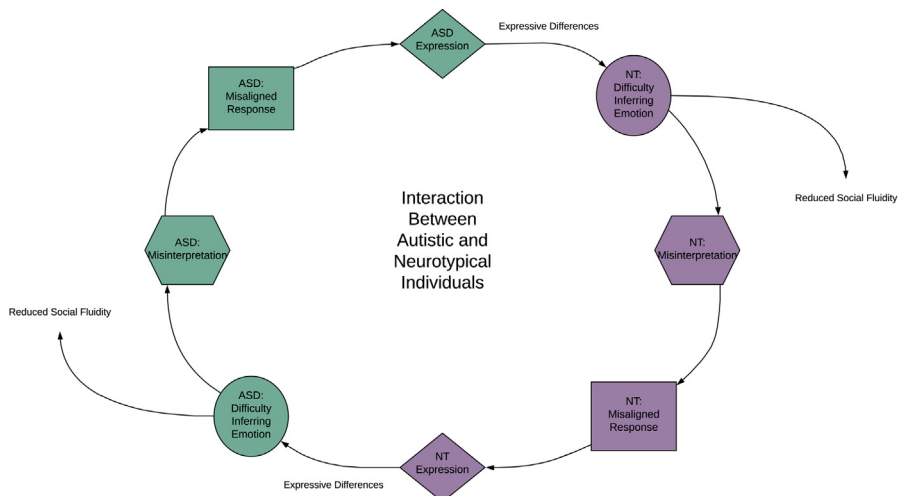 Expressive Differences
ASD
Expression
NT:
Difficulty
Inferring
Emotion
ASD:
Misaligned
Response
Reduced Social Fluidity
Interaction
Between
Autistic and
Neurotypical
Individuals
ASD:
Misinterpretation
NT:
Misinterpretation
Reduced Social Fluidity
ASD:
Difficulty
Inferring
Emotion
NT:
Misaligned
Response
NT
Expression
Expressive Differences